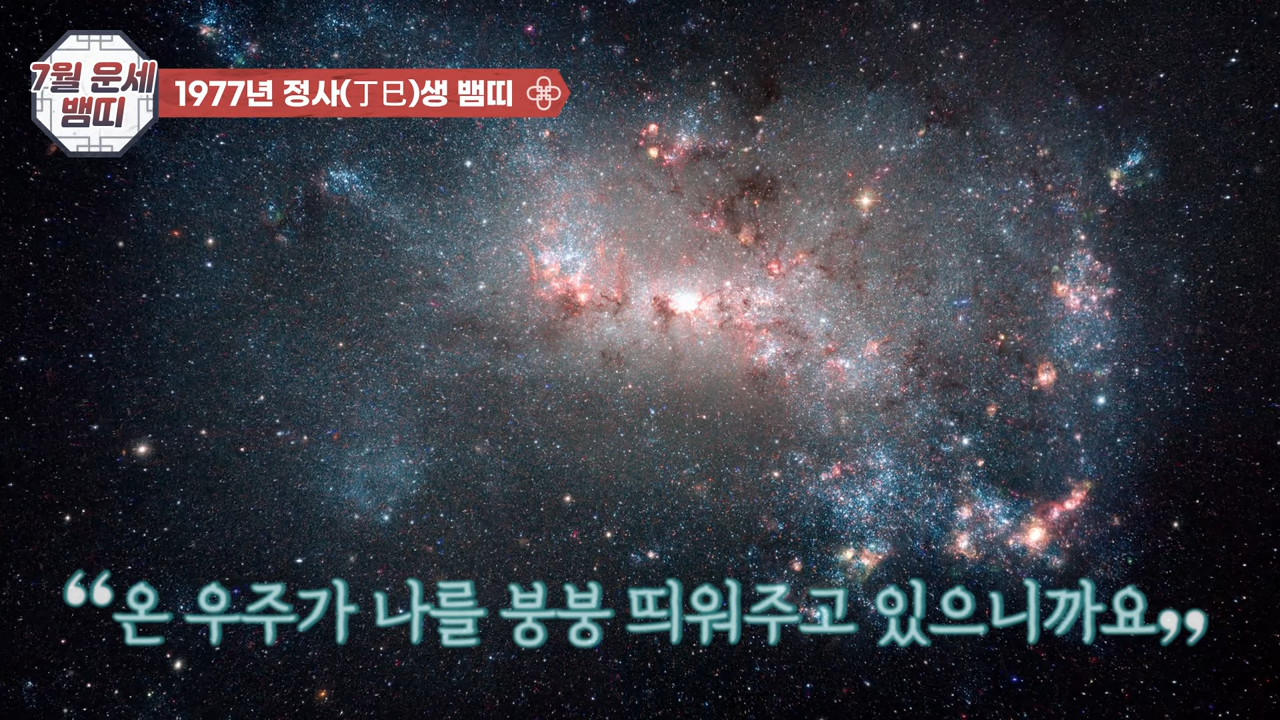 7월 운세
뱀띠
1977년 정사(丁巳)생 뱀띠
“온 우주가 나를 붕붕 띄워주고 있으니까요”